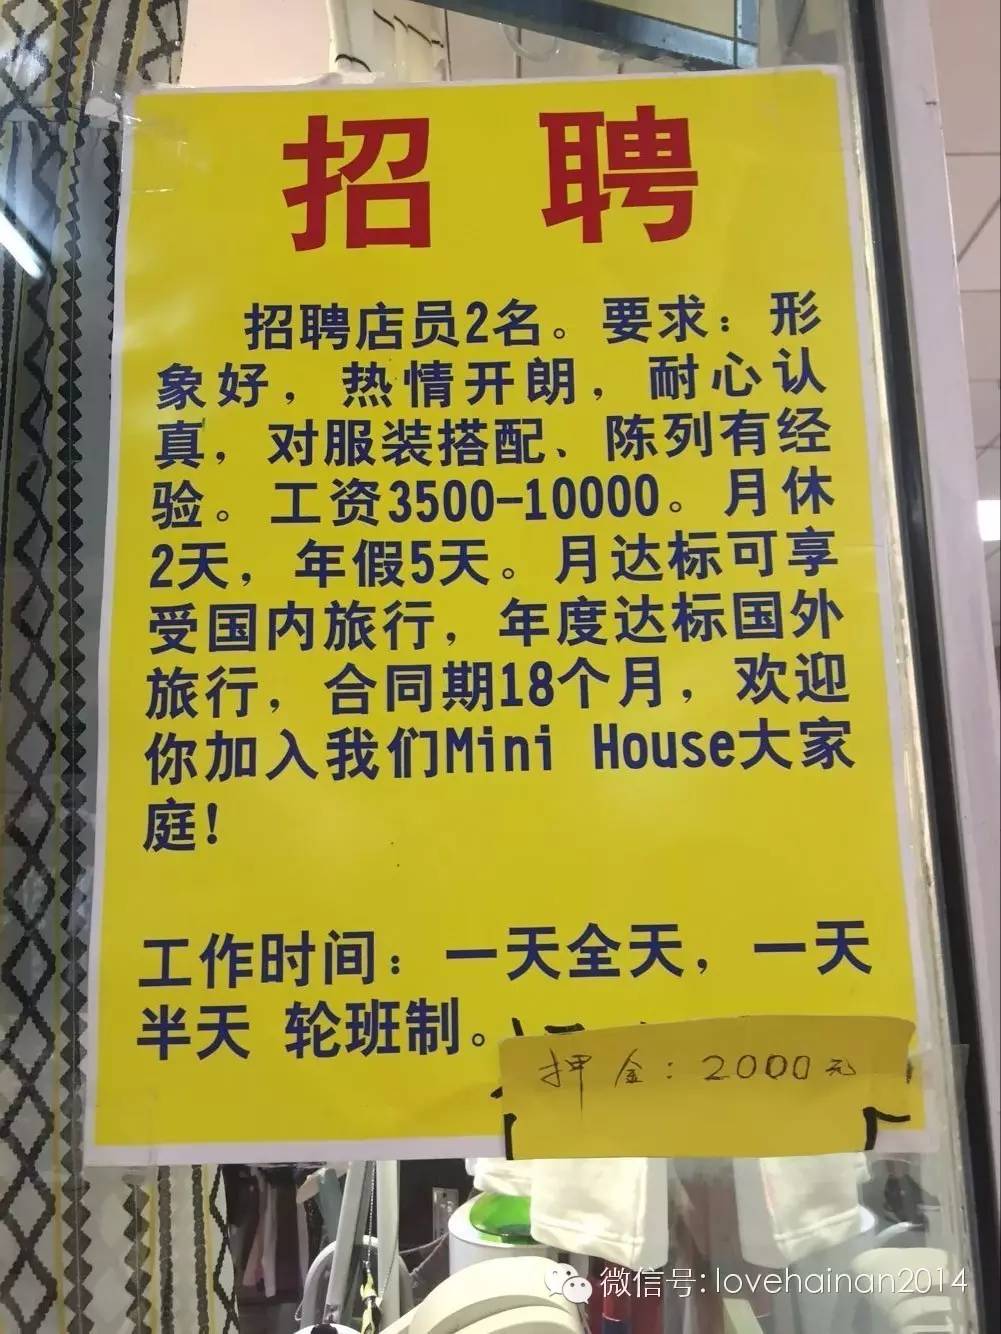 招聘
招聘店员2名。要求：形
象好，热情开朗，耐心认
真，对服装搭配、陈列有经
验。工资3500-10000。月休
2天，年假5天。月达标可享
受国内旅行，年度达标国外
旅行，合同期18个月，欢迎
你加入我们Mini House大家
庭！
工作时间：一天全天，一天
半天 轮班制。
押金：2000元
微信号: lovehainan2014